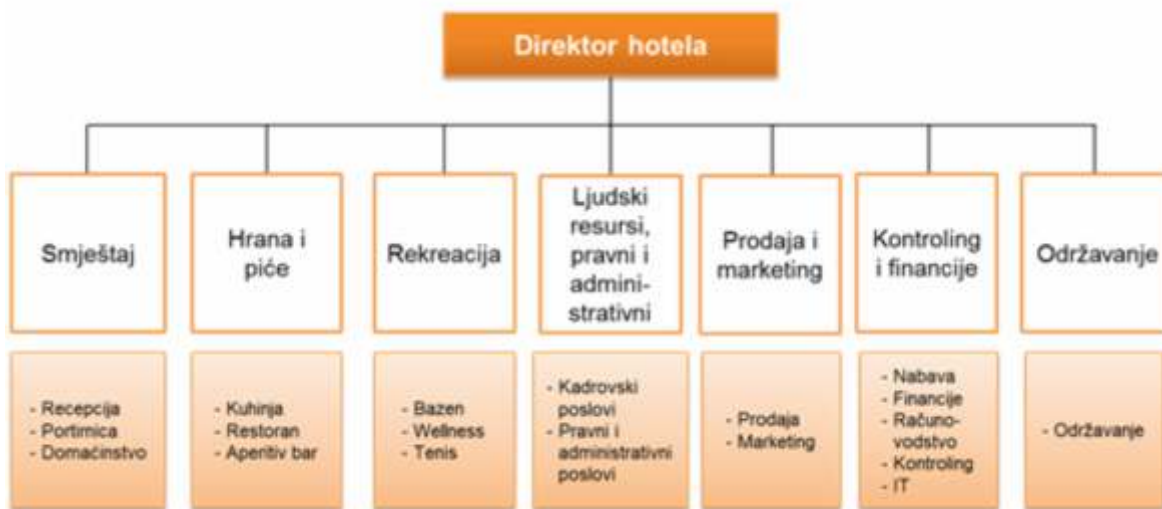 Direktor hotela
Smještaj
Hrana i
piće
Rekreacija
Ljudski
resursi,
pravni i
admini-
strativni
Prodaja i
marketing
Kontroling
i financije
Održavanje
- Recepcija
- Portirnica
- Domaćinstvo
- Kuhinja
- Restoran
- Aperitiv bar
- Bazen
- Wellness
- Tenis
- Kadrovski
poslovi
- Pravni i
administrativni
poslovi
- Prodaja
- Marketing
- Nabava
- Financije
- Računo-
vodstvo
- Kontroling
- IT
- Održavanje